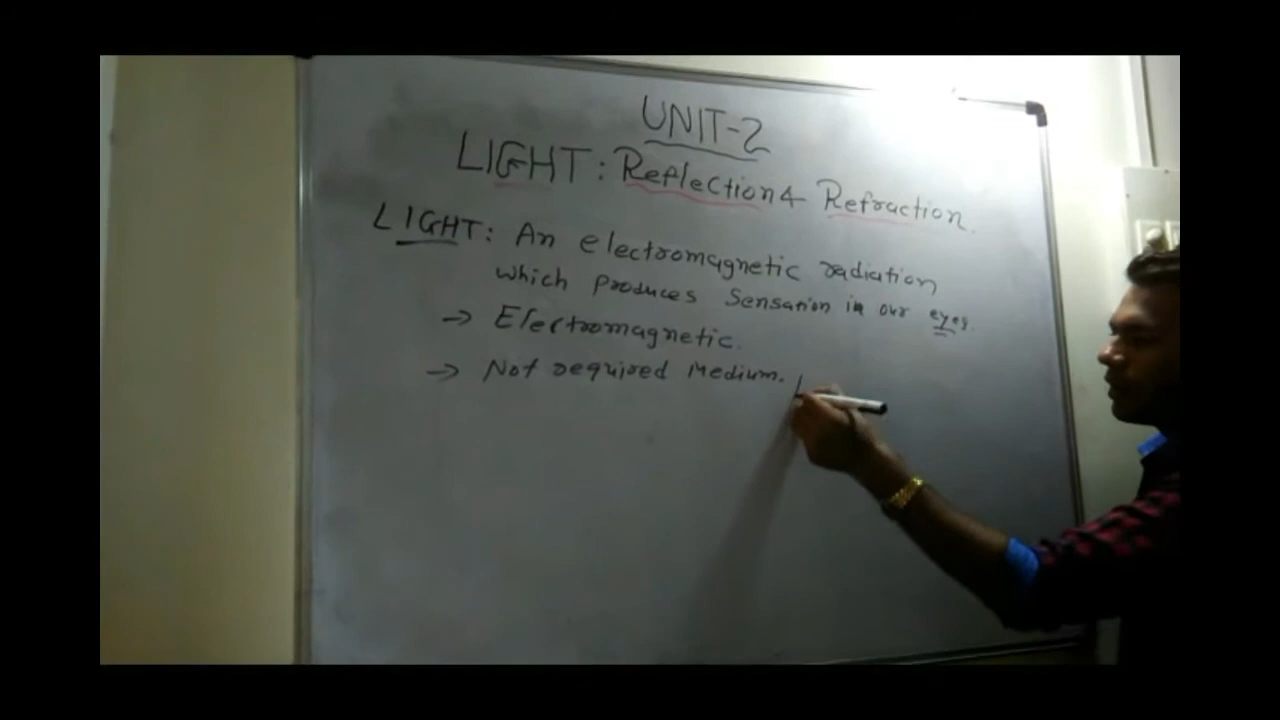 UNIT-2
LIGHT: Reflection & Refraction.
LIGHT: An electromagnetic radiation
which produces sensation in our eyes.
→ Electromagnetic.
→ Not required Medium.